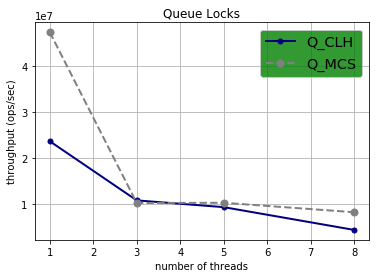 Queue Locks
1e7
Q_CLH
Q_MCS
4
3
2
1
throughput (ops/sec)
1 2 3 4 5 6 7 8
number of threads